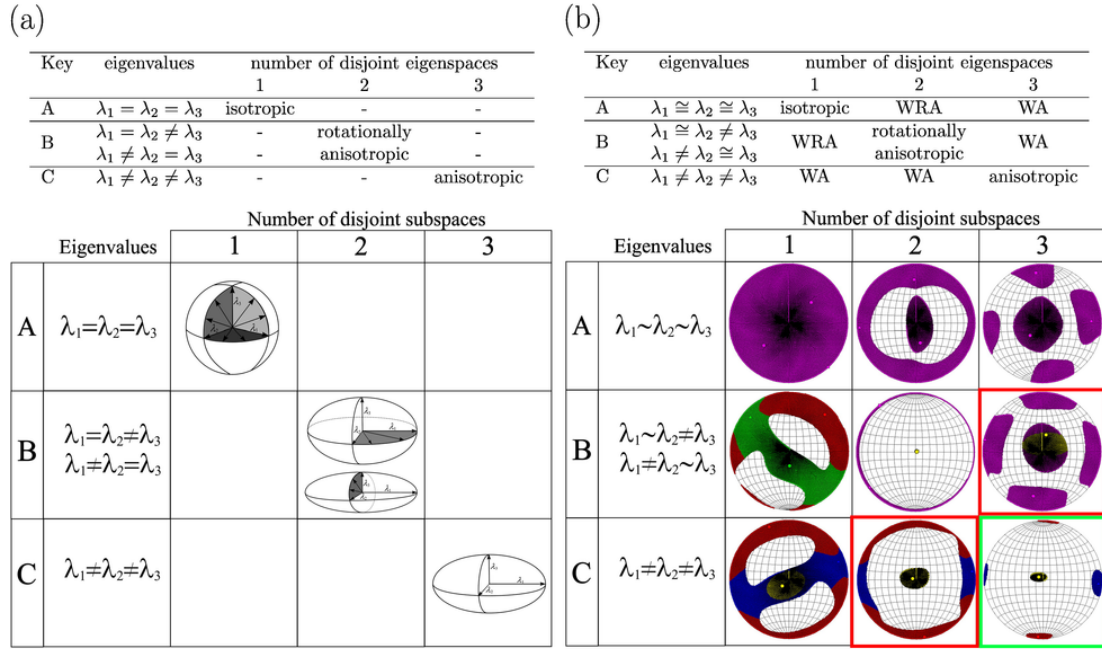 (a)
Key eigenvalues number of disjoint eigenspaces
1 2 3
A λ₁ = λ₂ = λ₃ isotropic - -
B λ₁ = λ₂ ≠ λ₃ - rotationally -
λ₁ ≠ λ₂ = λ₃ - anisotropic -
C λ₁ ≠ λ₂ ≠ λ₃ - - anisotropic
Number of disjoint subspaces
Eigenvalues 1 2 3
A λ₁=λ₂=λ₃
B λ₁=λ₂≠λ₃
λ₁≠λ₂=λ₃
C λ₁≠λ₂≠λ₃
(b)
Key eigenvalues number of disjoint eigenspaces
1 2 3
A λ₁ ≅ λ₂ ≅ λ₃ isotropic WRA WA
B λ₁ ≅ λ₂ ≠ λ₃ WRA rotationally WA
λ₁ ≠ λ₂ ≅ λ₃ anisotropic
C λ₁ ≠ λ₂ ≠ λ₃ WA WA anisotropic
Number of disjoint subspaces
Eigenvalues 1 2 3
A λ₁~λ₂~λ₃
B λ₁~λ₂≠λ₃
λ₁≠λ₂~λ₃
C λ₁≠λ₂≠λ₃